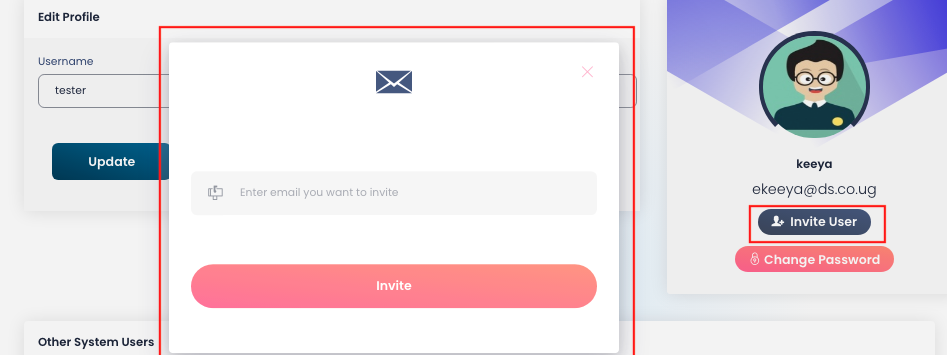 Edit Profile
Username
tester
Update
Enter email you want to invite
Invite
keeya
ekeeya@ds.co.ug
Invite User
Change Password
Other System Users